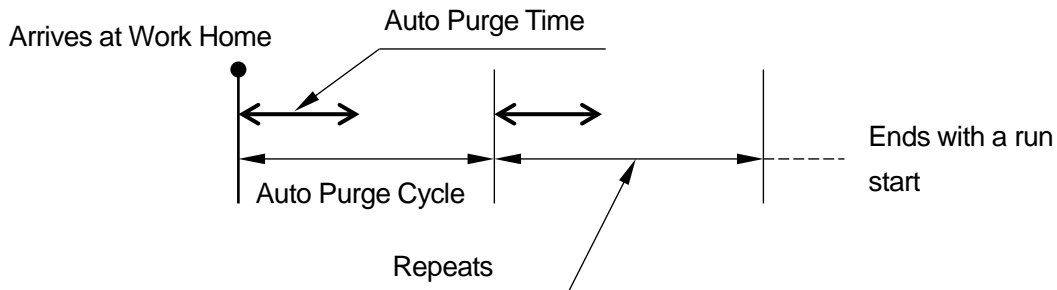 Auto Purge Time
Arrives at Work Home
Ends with a run
start
Auto Purge Cycle
Repeats